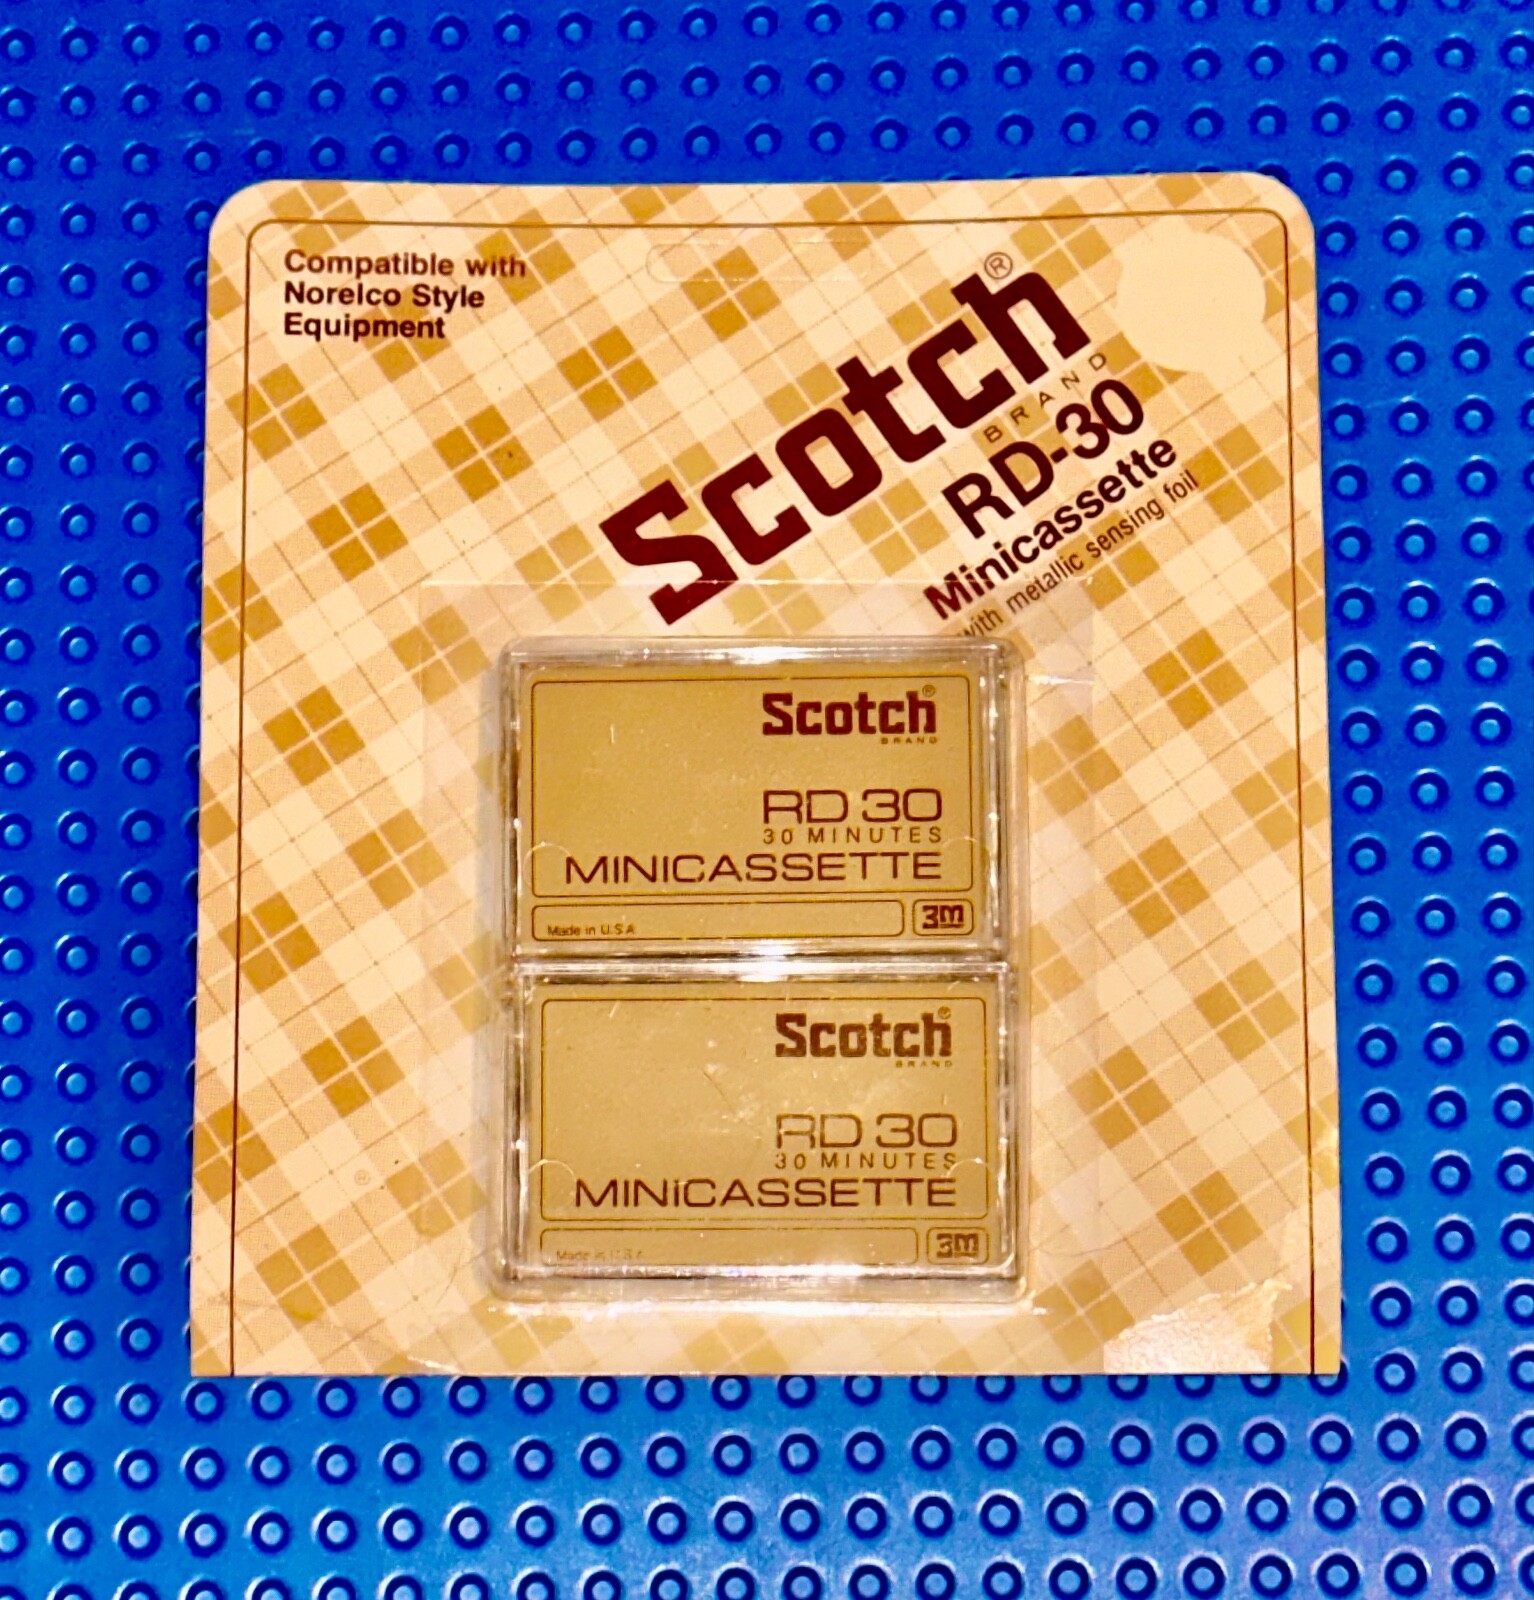 Compatible with
Norelco Style
Equipment
Scotch®
BRAND
RD-30
Minicassette
with metallic sensing foil
Scotch®
BRAND
RD 30
30 MINUTES
MINICASSETTE
Made in U.S.A.
3M
Scotch®
BRAND
RD 30
30 MINUTES
MINICASSETTE
Made in U.S.A.
3M
®